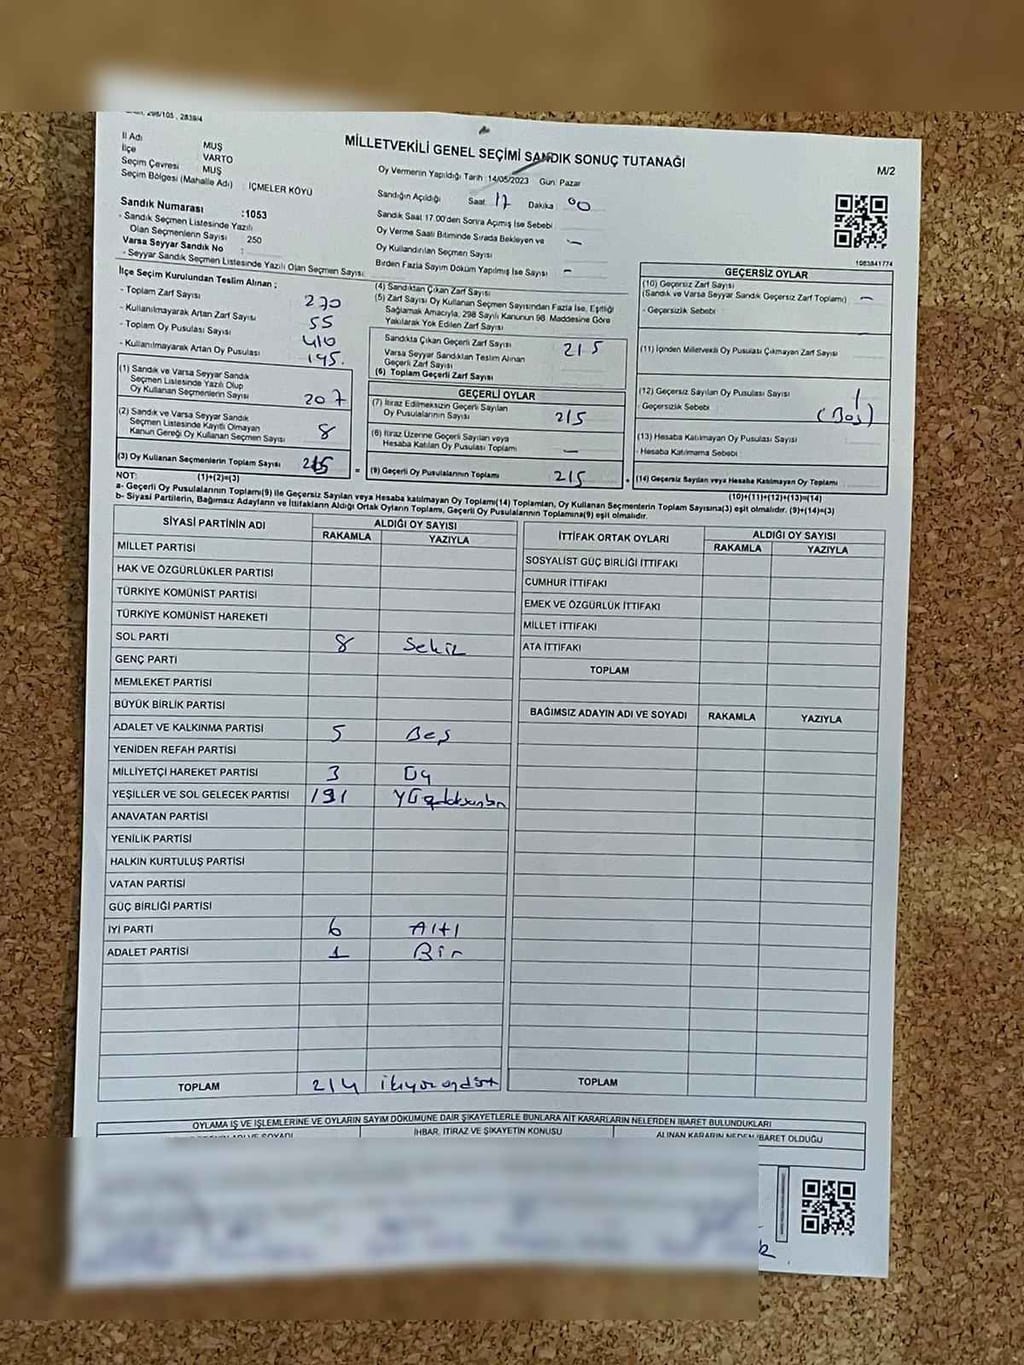 298/105 , 2839/4
İl Adı MUŞ
İlçe VARTO
Seçim Çevresi MUŞ
Seçim Bölgesi (Mahalle Adı) : İÇMELER KÖYÜ
MİLLETVEKİLİ GENEL SEÇİMİ SANDIK SONUÇ TUTANAĞI
M/2
Oy Vermenin Yapıldığı Tarih 14/05/2023 Gün: Pazar
Sandığın Açıldığı Saat 17 Dakika 00
Sandık Saat 17.00'den Sonra Açılmış İse Sebebi
Oy Verme Saati Bitiminde Sırada Bekleyen ve
Oy Kullandırılan Seçmen Sayısı —
Birden Fazla Sayım Döküm Yapılmış İse Sayısı –
Sandık Numarası :1053
- Sandık Seçmen Listesinde Yazılı
Olan Seçmenlerin Sayısı 250
Varsa Seyyar Sandık No :
- Seyyar Sandık Listesinde Yazılı Olan Seçmen Sayısı
1083841774
İlçe Seçim Kurulundan Teslim Alınan ;
- Toplam Zarf Sayısı 270
- Kullanılmayarak Artan Zarf Sayısı 55
- Toplam Oy Pusulası Sayısı 410
- Kullanılmayarak Artan Oy Pusulası 195.
(1) Sandık ve Varsa Seyyar Sandık
Seçmen Listesinde Yazılı Olup
Oy Kullanan Seçmenlerin Sayısı 207
(2) Sandık ve Varsa Seyyar Sandık
Seçmen Listesinde Kayıtlı Olmayan
Kanun Gereği Oy Kullanan Seçmen Sayısı 8
(3) Oy Kullanan Seçmenlerin Toplam Sayısı 215
(4) Sandıktan Çıkan Zarf Sayısı
(5) Zarf Sayısı Oy Kullanan Seçmen Sayısından Fazla İse, Eşitliği
Sağlamak Amacıyla, 298 Sayılı Kanunun 98. Maddesine Göre
Yakılarak Yok Edilen Zarf Sayısı
Sandıkta Çıkan Geçerli Zarf Sayısı 215
Varsa Seyyar Sandıktan Teslim Alınan
Geçerli Zarf Sayısı
(6) Toplam Geçerli Zarf Sayısı
GEÇERLİ OYLAR
(7) İtiraz Edilmeksizin Geçerli Sayılan
Oy Pusulalarının Sayısı 215
(8) İtiraz Üzerine Geçerli Sayılan veya
Hesaba Katılan Oy Pusulası Toplamı —
= (9) Geçerli Oy Pusulalarının Toplamı 215
GEÇERSİZ OYLAR
(10) Geçersiz Zarf Sayısı
(Sandık ve Varsa Seyyar Sandık Geçersiz Zarf Toplamı) –
- Geçersizlik Sebebi
(11) İçinden Milletvekili Oy Pusulası Çıkmayan Zarf Sayısı
(12) Geçersiz Sayılan Oy Pusulası Sayısı 1
- Geçersizlik Sebebi (Boş)
(13) Hesaba Katılmayan Oy Pusulası Sayısı
- Hesaba Katılmama Sebebi
+ (14) Geçersiz Sayılan veya Hesaba Katılmayan Oy Toplamı
NOT: (1)+(2)=(3) (10)+(11)+(12)+(13)=(14)
a- Geçerli Oy Pusulalarının Toplamı(9) ile Geçersiz Sayılan veya Hesaba katılmayan Oy Toplamı(14) Toplamları, Oy Kullanan Seçmenlerin Toplam Sayısına(3) eşit olmalıdır. (9)+(14)=(3)
b- Siyasi Partilerin, Bağımsız Adayların ve İttifakların Aldığı Ortak Oyların Toplamı, Geçerli Oy Pusulalarının Toplamına(9) eşit olmalıdır.
SİYASİ PARTİNİN ADI ALDIĞI OY SAYISI
RAKAMLA YAZIYLA
MİLLET PARTİSİ
HAK VE ÖZGÜRLÜKLER PARTİSİ
TÜRKİYE KOMÜNİST PARTİSİ
TÜRKİYE KOMÜNİST HAREKETİ
SOL PARTİ 8 Sekiz
GENÇ PARTİ
MEMLEKET PARTİSİ
BÜYÜK BİRLİK PARTİSİ
ADALET VE KALKINMA PARTİSİ 5 Beş
YENİDEN REFAH PARTİSİ
MİLLİYETÇİ HAREKET PARTİSİ 3 Üç
YEŞİLLER VE SOL GELECEK PARTİSİ 191 Yüzdoksanbir
ANAVATAN PARTİSİ
YENİLİK PARTİSİ
HALKIN KURTULUŞ PARTİSİ
VATAN PARTİSİ
GÜÇ BİRLİĞİ PARTİSİ
İYİ PARTİ 6 Altı
ADALET PARTİSİ 1 Bir
TOPLAM 214 ikiyüzondört
İTTİFAK ORTAK OYLARI ALDIĞI OY SAYISI
RAKAMLA YAZIYLA
SOSYALİST GÜÇ BİRLİĞİ İTTİFAKI
CUMHUR İTTİFAKI
EMEK VE ÖZGÜRLÜK İTTİFAKI
MİLLET İTTİFAKI
ATA İTTİFAKI
TOPLAM
BAĞIMSIZ ADAYIN ADI VE SOYADI RAKAMLA YAZIYLA
TOPLAM
OYLAMA İŞ VE İŞLEMLERİNE VE OYLARIN SAYIM DÖKÜMÜNE DAİR ŞİKAYETLERLE BUNLARA AİT KARARLARIN NELERDEN İBARET BULUNDUKLARI
İHBAR, İTİRAZ VE ŞİKAYETİN KONUSU
ALINAN KARARIN NEDEN İBARET OLDUĞU